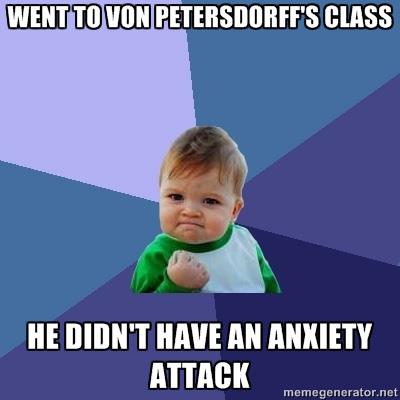 WENT TO VON PETERSDORFF'S CLASS
HE DIDN'T HAVE AN ANXIETY
ATTACK
memegenerator.net